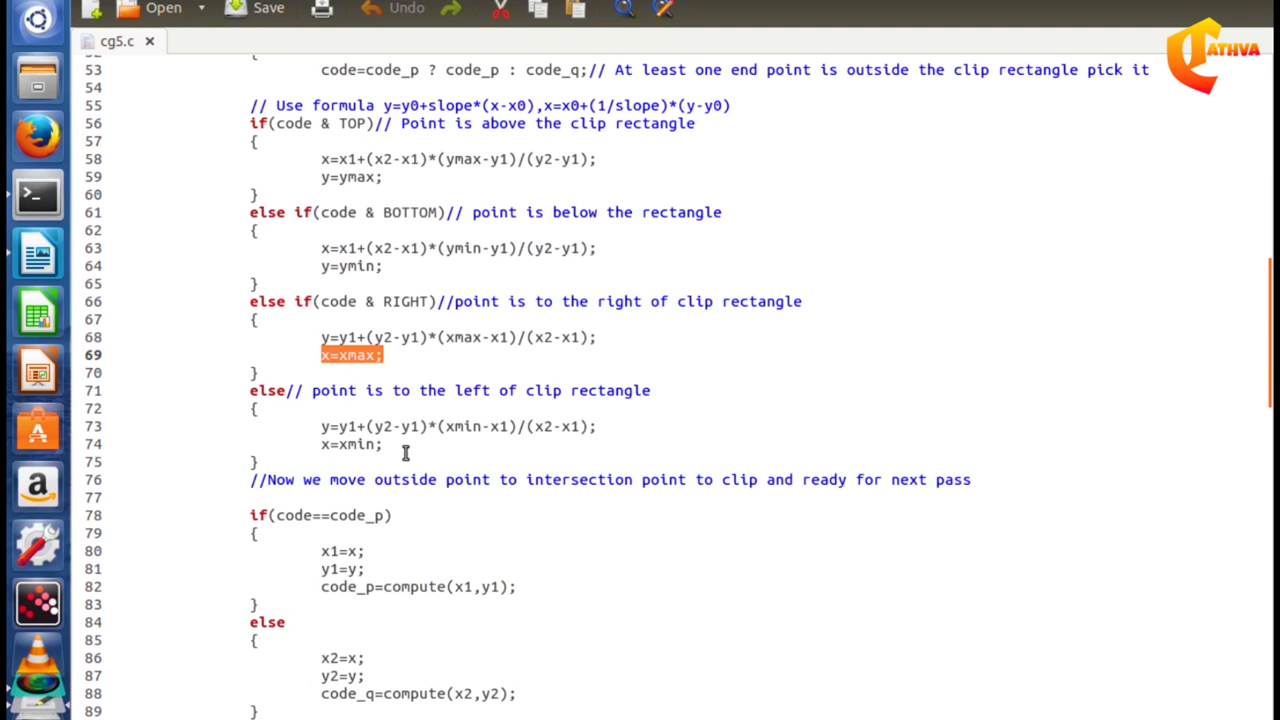 Open Save Undo
CATHVA
cg5.c
53 code=code_p ? code_p : code_q;// At least one end point is outside the clip rectangle pick it
54
55 // Use formula y=y0+slope*(x-x0),x=x0+(1/slope)*(y-y0)
56 if(code & TOP)// Point is above the clip rectangle
57 {
58 x=x1+(x2-x1)*(ymax-y1)/(y2-y1);
59 y=ymax;
60 }
61 else if(code & BOTTOM)// point is below the rectangle
62 {
63 x=x1+(x2-x1)*(ymin-y1)/(y2-y1);
64 y=ymin;
65 }
66 else if(code & RIGHT)//point is to the right of clip rectangle
67 {
68 y=y1+(y2-y1)*(xmax-x1)/(x2-x1);
69 x=xmax;
70 }
71 else// point is to the left of clip rectangle
72 {
73 y=y1+(y2-y1)*(xmin-x1)/(x2-x1);
74 x=xmin;
75 }
76 //Now we move outside point to intersection point to clip and ready for next pass
77
78 if(code==code_p)
79 {
80 x1=x;
81 y1=y;
82 code_p=compute(x1,y1);
83 }
84 else
85 {
86 x2=x;
87 y2=y;
88 code_q=compute(x2,y2);
89 }